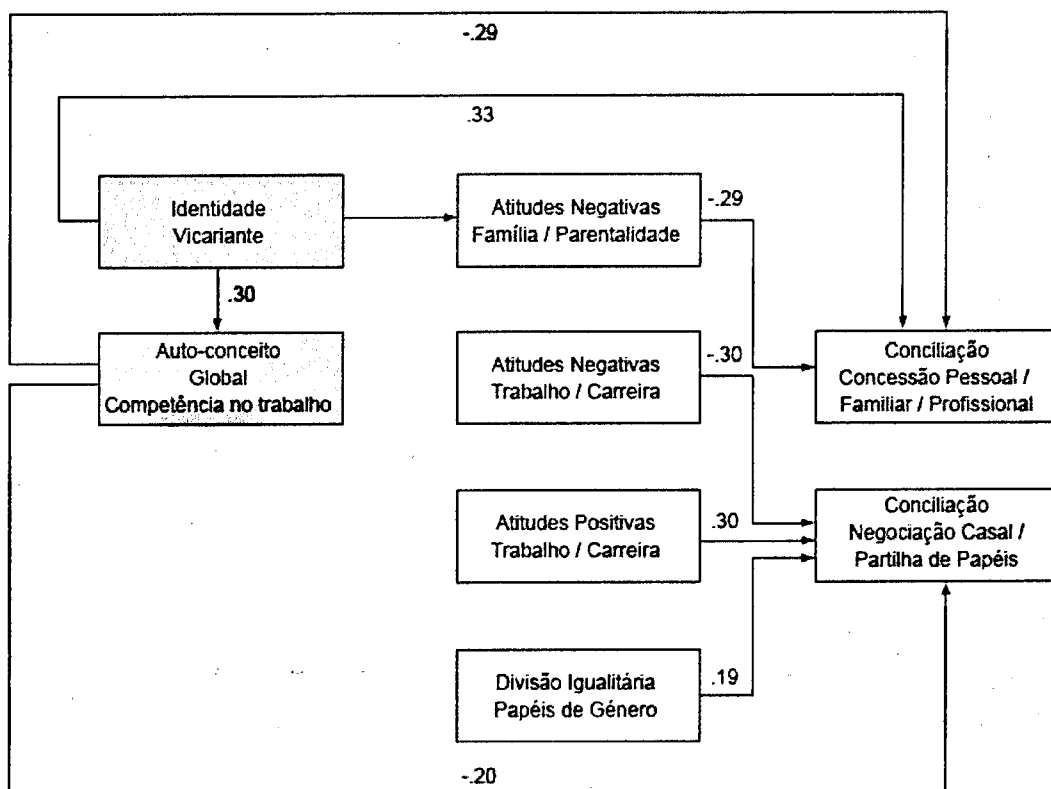 -.29
.33
Identidade
Vicariante
Atitudes Negativas
Família / Parentalidade
-.29
.30
Auto-conceito
Global
Competência no trabalho
Atitudes Negativas
Trabalho / Carreira
-.30
Conciliação
Concessão Pessoal /
Familiar / Profissional
Atitudes Positivas
Trabalho / Carreira
.30
Conciliação
Negociação Casal /
Partilha de Papéis
Divisão Igualitária
Papéis de Género
.19
-.20